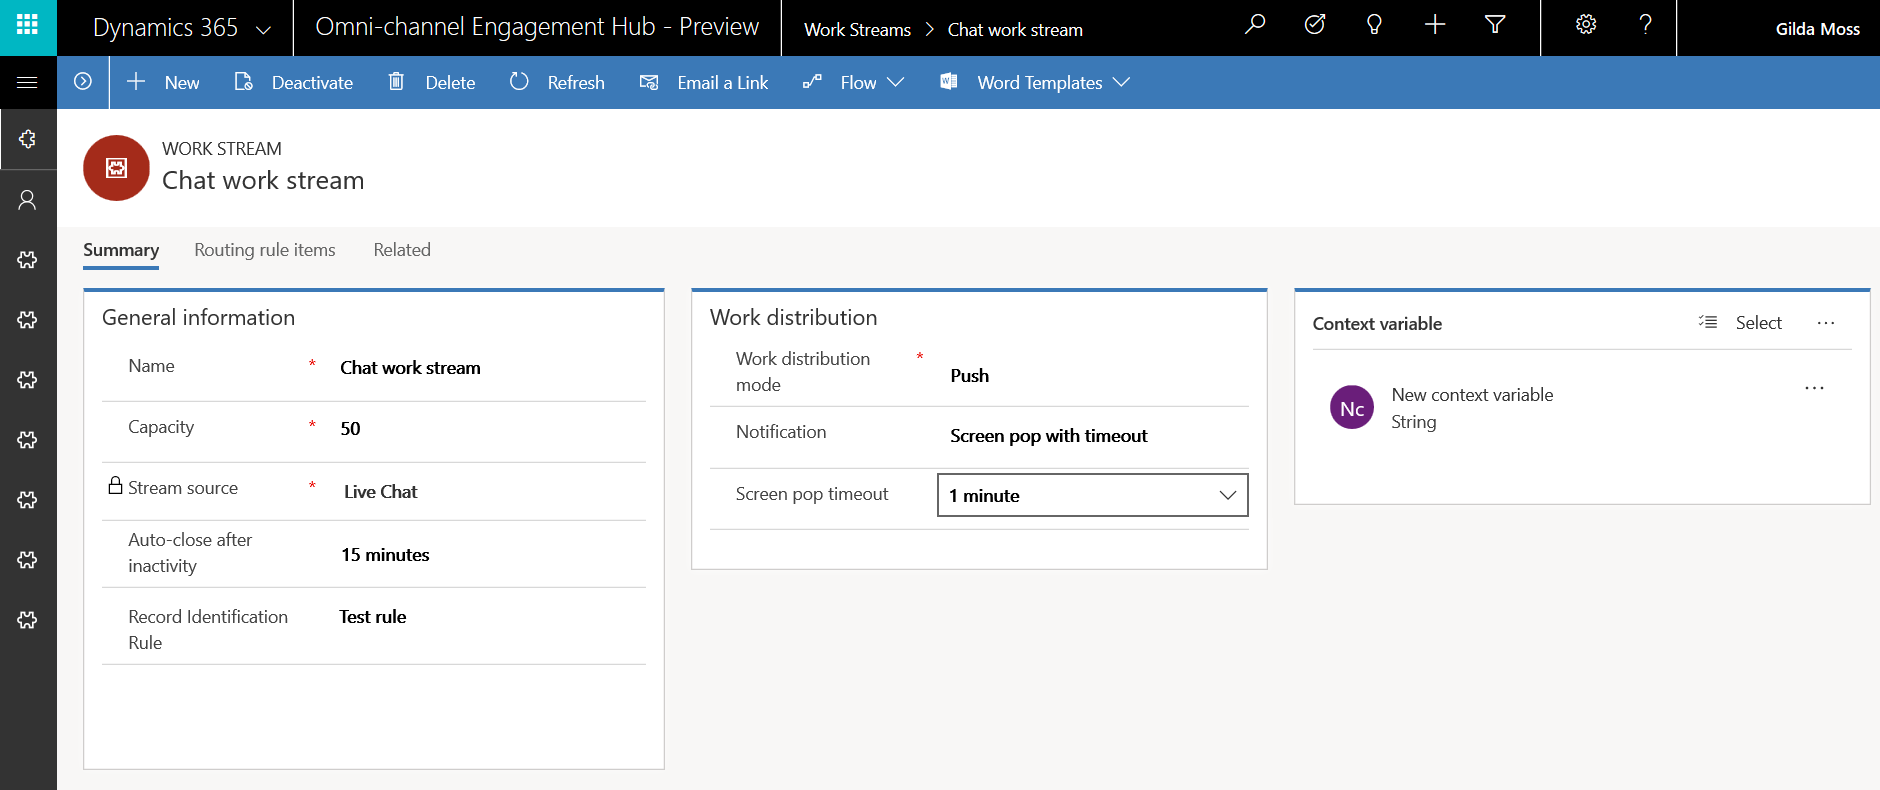 Dynamics 365
Omni-channel Engagement Hub - Preview
Work Streams > Chat work stream
Gilda Moss
New
Deactivate
Delete
Refresh
Email a Link
Flow
Word Templates
WORK STREAM
Chat work stream
Summary
Routing rule items
Related
General information
Name * Chat work stream
Capacity * 50
Stream source * Live Chat
Auto-close after
inactivity
15 minutes
Record Identification
Rule
Test rule
Work distribution
Work distribution
mode
* Push
Notification Screen pop with timeout
Screen pop timeout 1 minute
Context variable
Select
...
Nc
New context variable
String
...